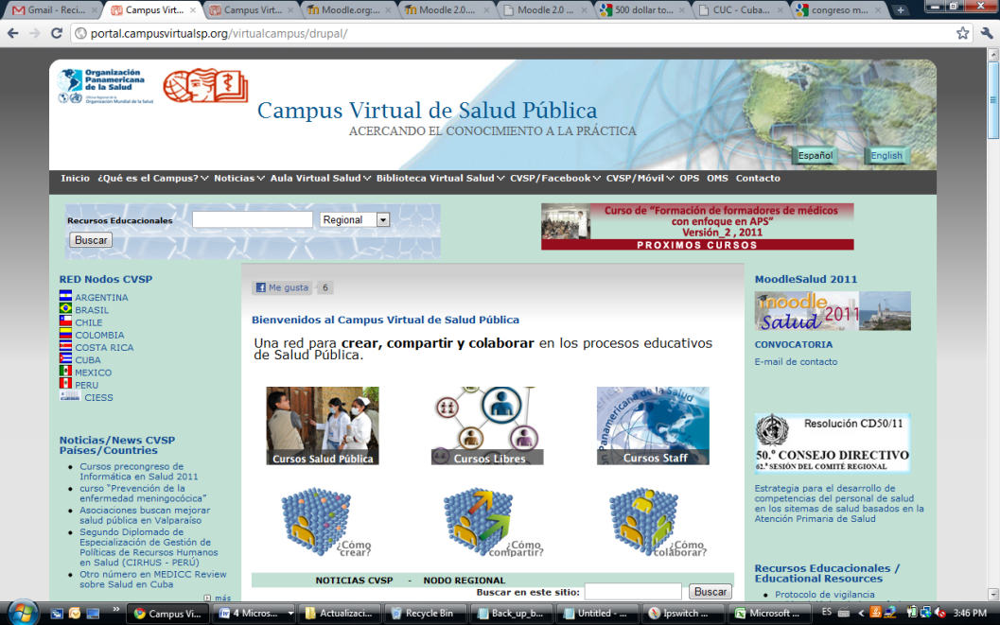 Gmail - Reci...
Campus Virt...
Campus Virt...
Moodle.org:...
Moodle 2.0...
Moodle 2.0 ...
500 dollar to...
CUC - Cuba...
congreso m...
portal.campusvirtualsp.org/virtualcampus/drupal/
Organización
Panamericana
de la Salud
Oficina Regional de la
Organización Mundial de la Salud
Campus Virtual de Salud Pública
ACERCANDO EL CONOCIMIENTO A LA PRÁCTICA
Español
English
Inicio ¿Qué es el Campus? Noticias Aula Virtual Salud Biblioteca Virtual Salud CVSP/Facebook CVSP/Móvil OPS OMS Contacto
Recursos Educacionales
Regional
Buscar
Curso de "Formación de formadores de médicos
con enfoque en APS"
Versión_2 , 2011
PROXIMOS CURSOS
RED Nodos CVSP
ARGENTINA
BRASIL
CHILE
COLOMBIA
COSTA RICA
CUBA
MEXICO
PERU
CIESS
Noticias/News CVSP
Países/Countries
Cursos precongreso de
Informática en Salud 2011
curso "Prevención de la
enfermedad meningocócica"
Asociaciones buscan mejorar
salud pública en Valparaíso
Segundo Diplomado de
Especialización de Gestión de
Políticas de Recursos Humanos
en Salud (CIRHUS - PERÚ)
Otro número en MEDICC Review
sobre Salud en Cuba
más
Me gusta
6
Bienvenidos al Campus Virtual de Salud Pública
Una red para crear, compartir y colaborar en los procesos educativos
de Salud Pública.
Cursos Salud Pública
Cursos Libres
Panamericana de la Salud
Cursos Staff
¿Cómo
crear?
¿Cómo
compartir?
¿Cómo
colaborar?
NOTICIAS CVSP - NODO REGIONAL
Buscar en este sitio:
Buscar
MoodleSalud 2011
moodle
Salud 2011
CONVOCATORIA
E-mail de contacto
Resolución CD50/11
50.º CONSEJO DIRECTIVO
62.ª SESIÓN DEL COMITÉ REGIONAL
Estrategia para el desarrollo de
competencias del personal de salud
en los sitemas de salud basados en la
Atención Primaria de Salud
Recursos Educacionales /
Educational Resources
Protocolo de vigilancia
Campus Vi...
4 Micros...
Actualizaci...
Recycle Bin
Back_up_b...
Untitled - ...
Ipswitch ...
Microsoft ...
ES
3:46 PM